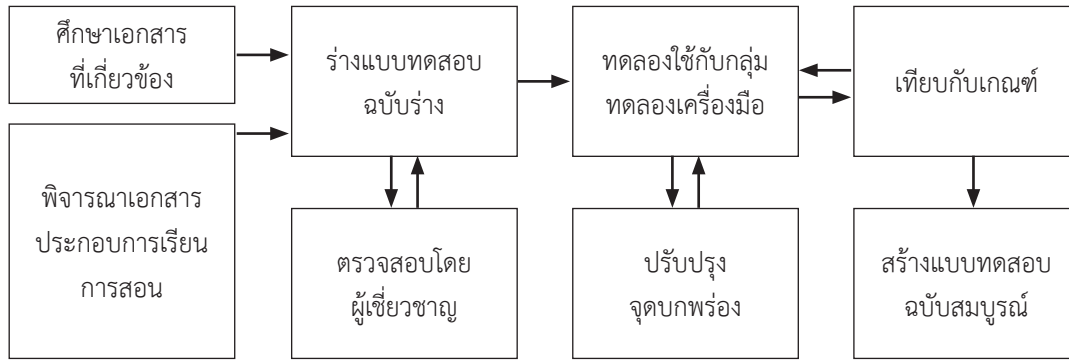 ศึกษาเอกสาร
ที่เกี่ยวข้อง
พิจารณาเอกสาร
ประกอบการเรียน
การสอน
ร่างแบบทดสอบ
ฉบับร่าง
ตรวจสอบโดย
ผู้เชี่ยวชาญ
ทดลองใช้กับกลุ่ม
ทดลองเครื่องมือ
ปรับปรุง
จุดบกพร่อง
เทียบกับเกณฑ์
สร้างแบบทดสอบ
ฉบับสมบูรณ์